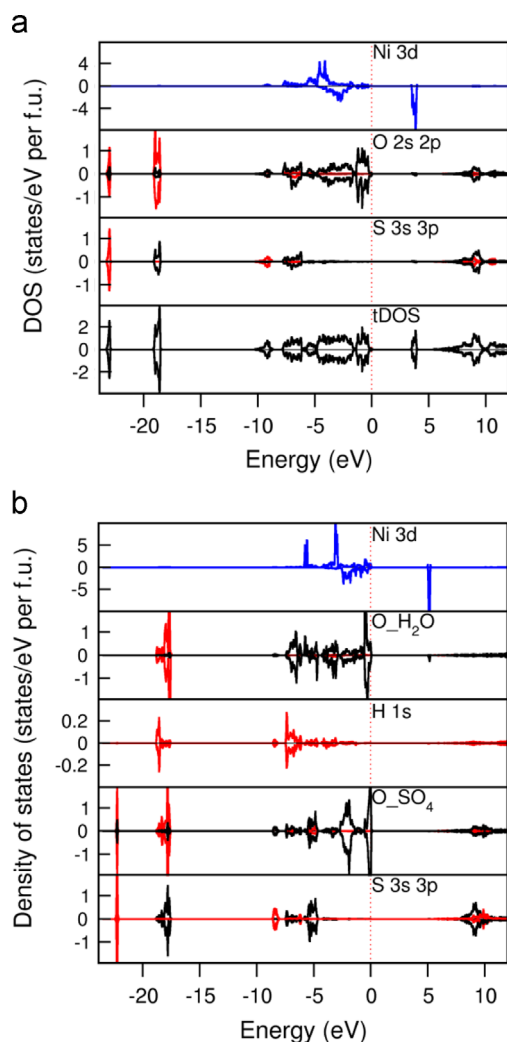 a
DOS (states/eV per f.u.)
Ni 3d
4
0
-4
O 2s 2p
1
0
-1
S 3s 3p
1
0
-1
tDOS
2
0
-2
-20 -15 -10 -5 0 5 10
Energy (eV)
b
Density of states (states/eV per f.u.)
Ni 3d
5
0
-5
O_H₂O
1
0
-1
H 1s
0.2
0
-0.2
O_SO₄
1
0
-1
S 3s 3p
1
0
-1
-20 -15 -10 -5 0 5 10
Energy (eV)